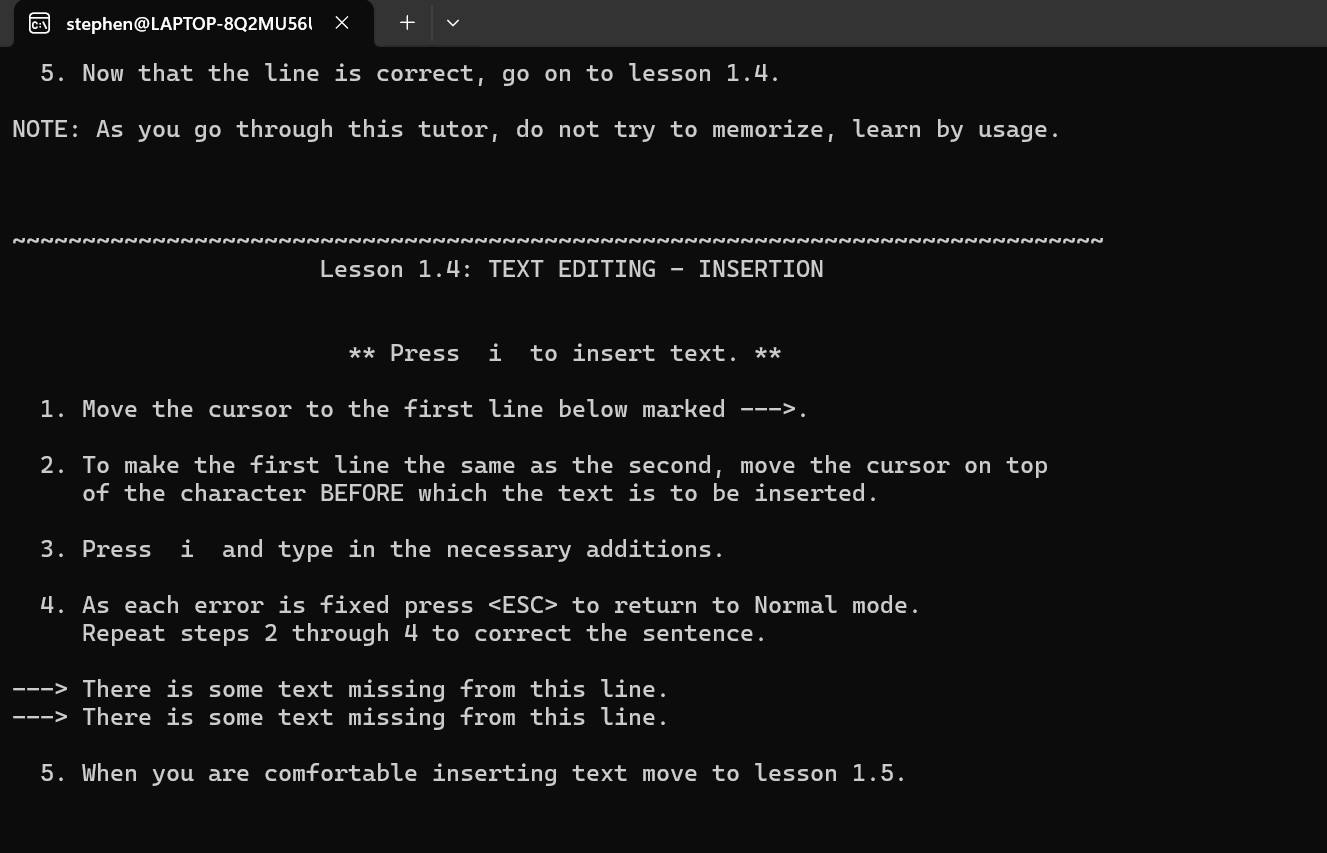 stephen@LAPTOP-8Q2MU56
5. Now that the line is correct, go on to lesson 1.4.
NOTE: As you go through this tutor, do not try to memorize, learn by usage.
~~~~~~~~~~~~~~~~~~~~~~~~~~~~~~~~~~~~~~~~~~~~~~~~~~~~~~~~~~~~~~~~~~~~~~~~~~~~~~
Lesson 1.4: TEXT EDITING - INSERTION
** Press  i  to insert text. **
1. Move the cursor to the first line below marked --->.
2. To make the first line the same as the second, move the cursor on top
of the character BEFORE which the text is to be inserted.
3. Press  i  and type in the necessary additions.
4. As each error is fixed press <ESC> to return to Normal mode.
Repeat steps 2 through 4 to correct the sentence.
---> There is some text missing from this line.
---> There is some text missing from this line.
5. When you are comfortable inserting text move to lesson 1.5.